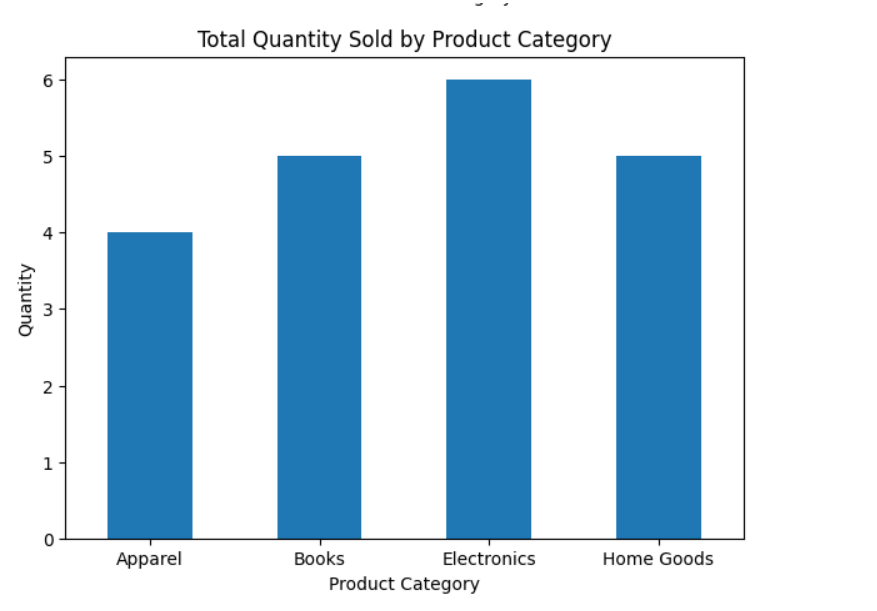 Total Quantity Sold by Product Category
6
5
4
3
2
1
0
Quantity
Apparel Books Electronics Home Goods
Product Category